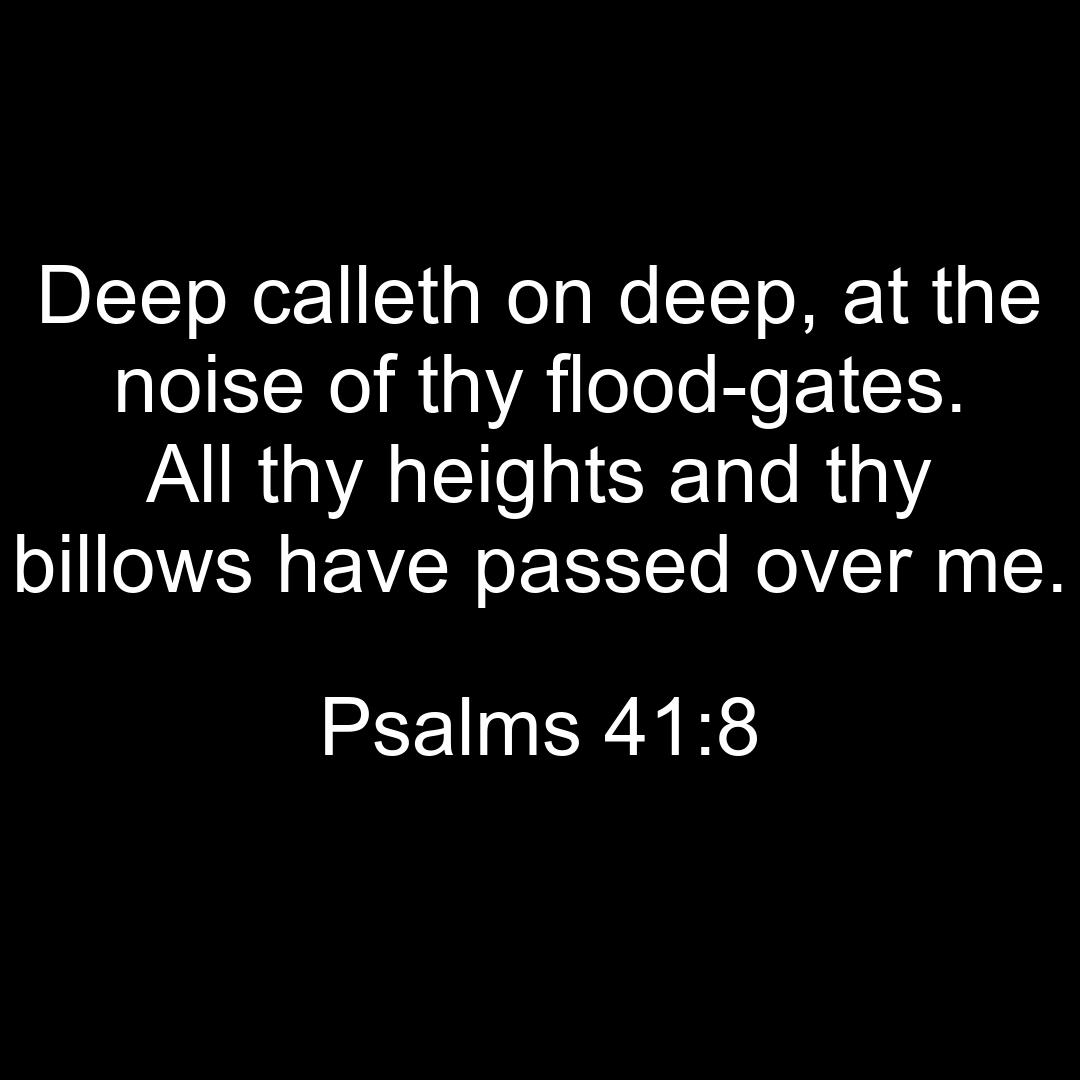 Deep calleth on deep, at the
noise of thy flood-gates.
All thy heights and thy
billows have passed over me.
Psalms 41:8